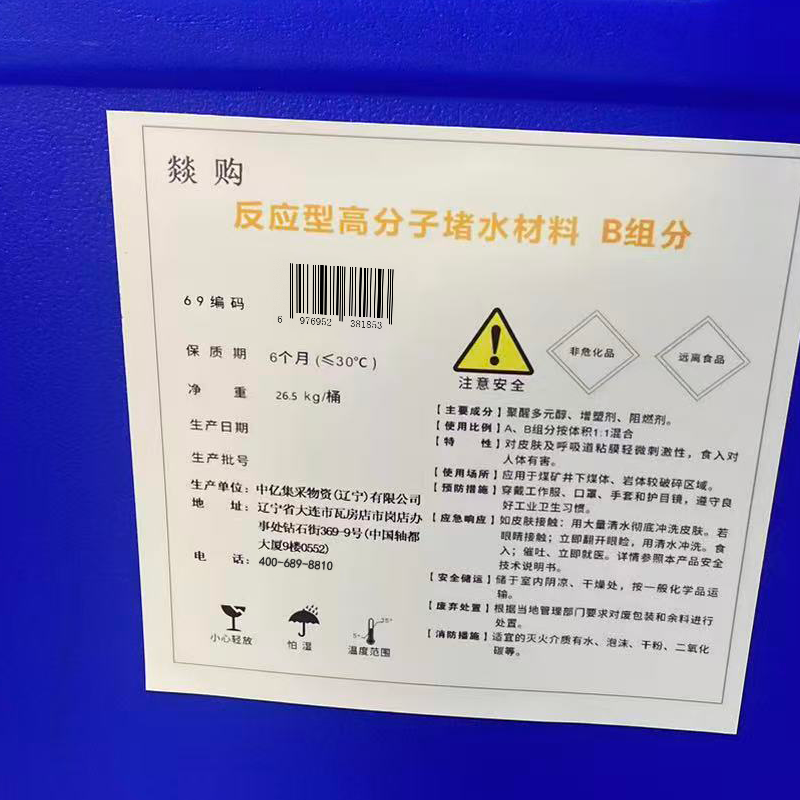 燚购
反应型高分子堵水材料 B组分
69编码
6 976952 381853
保质期 6个月 (≤30℃)
净重 26.5 kg/桶
生产日期
生产批号
生产单位：中亿集采物资(辽宁)有限公司
地址：辽宁省大连市瓦房店市岗店办
事处钻石街369-9号(中国轴都
大厦9楼0552)
电话：400-689-8810
小心轻放
怕湿
5°
25°
温度范围
注意安全
非危化品
远离食品
【主要成分】聚醒多元醇、增塑剂、阻燃剂。
【使用比例】A、B组分按体积1:1混合
【特性】对皮肤及呼吸道粘膜轻微刺激性，食入对
人体有害。
【使用场所】应用于煤矿井下煤体、岩体较破碎区域。
【预防措施】穿戴工作服、口罩、手套和护目镜，遵守良
好工业卫生习惯。
【应急响应】如皮肤接触：用大量清水彻底冲洗皮肤。若
眼睛接触；立即翻开眼睑，用清水冲洗。食
入；催吐、立即就医。详情参照本产品安全
技术说明书。
【安全储运】储于室内阴凉、干燥处，按一般化学品运
输。
【废弃处置】根据当地管理部门要求对废包装和余料进行
处置。
【消防措施】适宜的灭火介质有水、泡沫、干粉、二氧化
碳等。